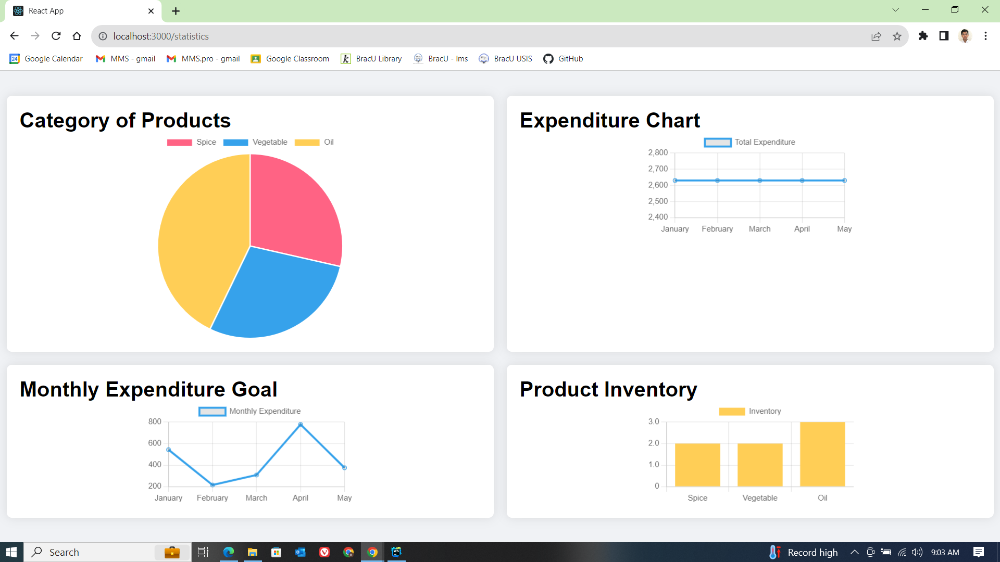 React App
localhost:3000/statistics
24 Google Calendar MMS - gmail MMS.pro - gmail Google Classroom k BracU Library BracU - lms BracU USIS GitHub
Category of Products
Spice Vegetable Oil
Expenditure Chart
Total Expenditure
2,800
2,700
2,600
2,500
2,400
January February March April May
Monthly Expenditure Goal
Monthly Expenditure
800
600
400
200
January February March April May
Product Inventory
Inventory
3.0
2.0
1.0
0
Spice Vegetable Oil
Search
WS
Record high 9:03 AM